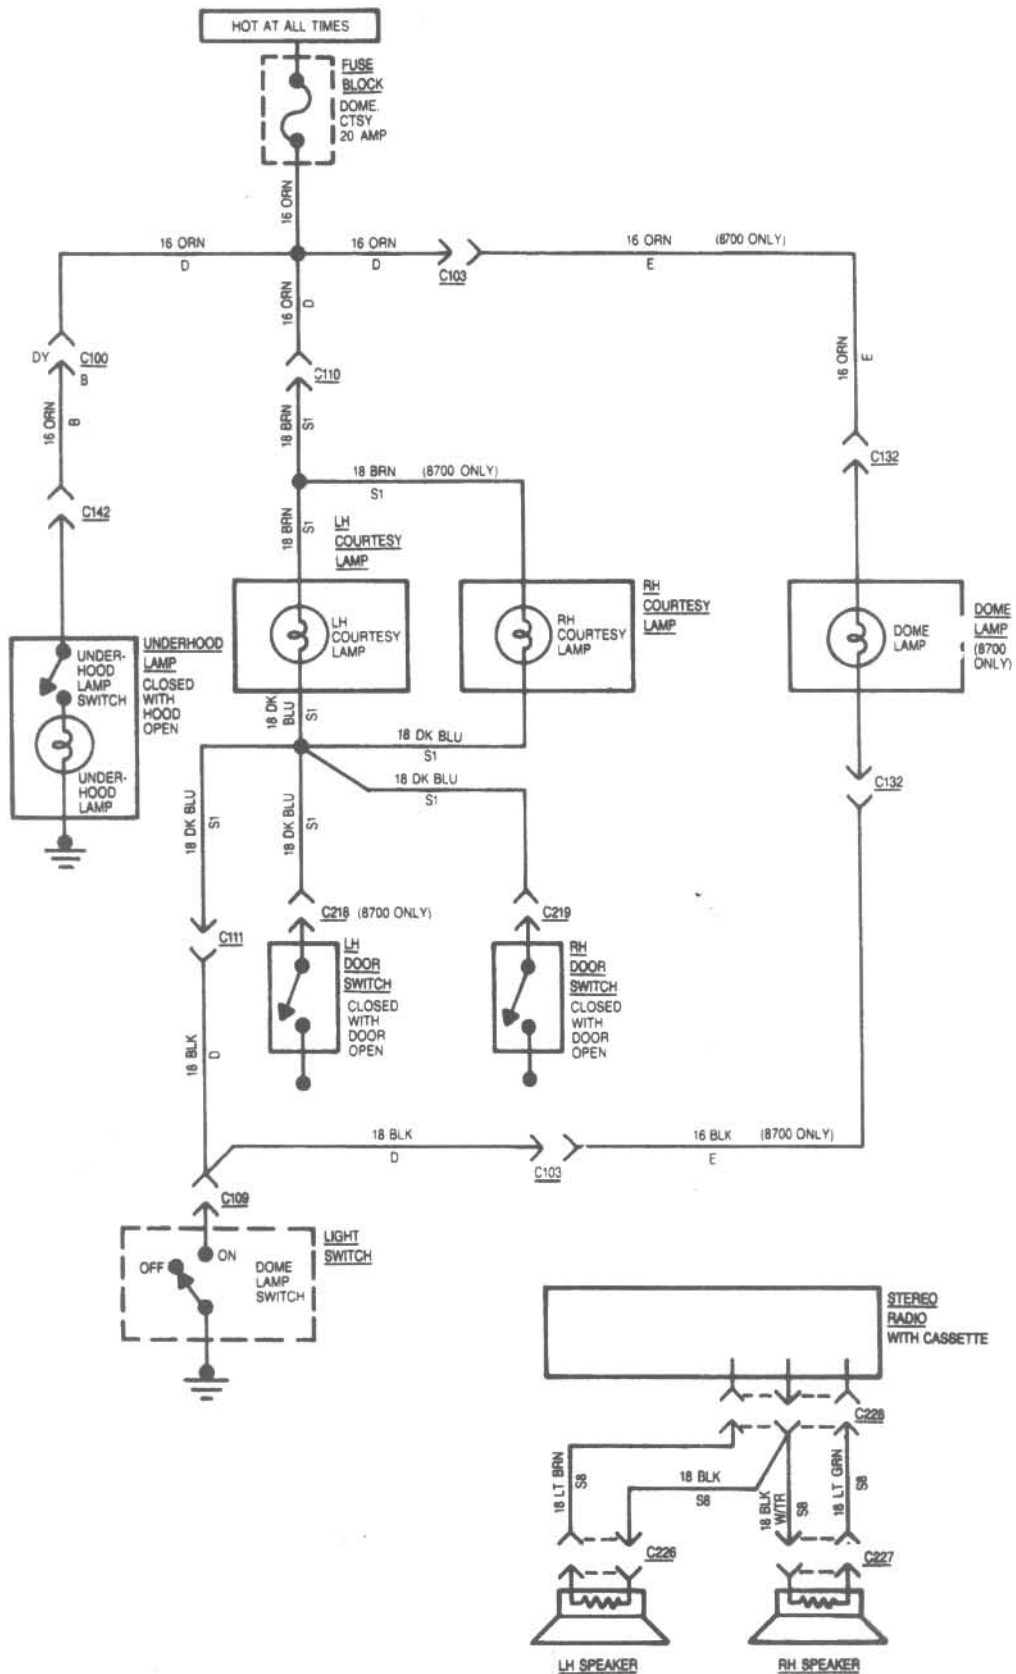 HOT AT ALL TIMES
FUSE
BLOCK
DOME.
CTSY
20 AMP
16 ORN
16 ORN
D
16 ORN
D
C103
16 ORN (8700 ONLY)
E
16 ORN
D
DY C100
B
C110
16 ORN
E
16 ORN
B
18 BRN
S1
C132
18 BRN (8700 ONLY)
S1
C142
18 BRN
S1
LH
COURTESY
LAMP
LH
COURTESY
LAMP
RH
COURTESY
LAMP
RH
COURTESY
LAMP
DOME
LAMP
DOME
LAMP
(8700
ONLY)
UNDERHOOD
LAMP
CLOSED
WITH
HOOD
OPEN
UNDER-
HOOD
LAMP
SWITCH
UNDER-
HOOD
LAMP
18 DK
BLU
S1
18 DK BLU
S1
18 DK BLU
S1
C132
18 DK BLU
S1
18 DK BLU
S1
C111
C218 (8700 ONLY)
C219
LH
DOOR
SWITCH
CLOSED
WITH
DOOR
OPEN
RH
DOOR
SWITCH
CLOSED
WITH
DOOR
OPEN
18 BLK
D
18 BLK
D
C103
16 BLK (8700 ONLY)
E
C109
LIGHT
SWITCH
OFF
ON
DOME
LAMP
SWITCH
STEREO
RADIO
WITH CASSETTE
C228
18 LT BRN
S8
18 BLK
S8
18 BLK
W/TR
S8
18 LT GRN
S8
C226
C227
LH SPEAKER
RH SPEAKER